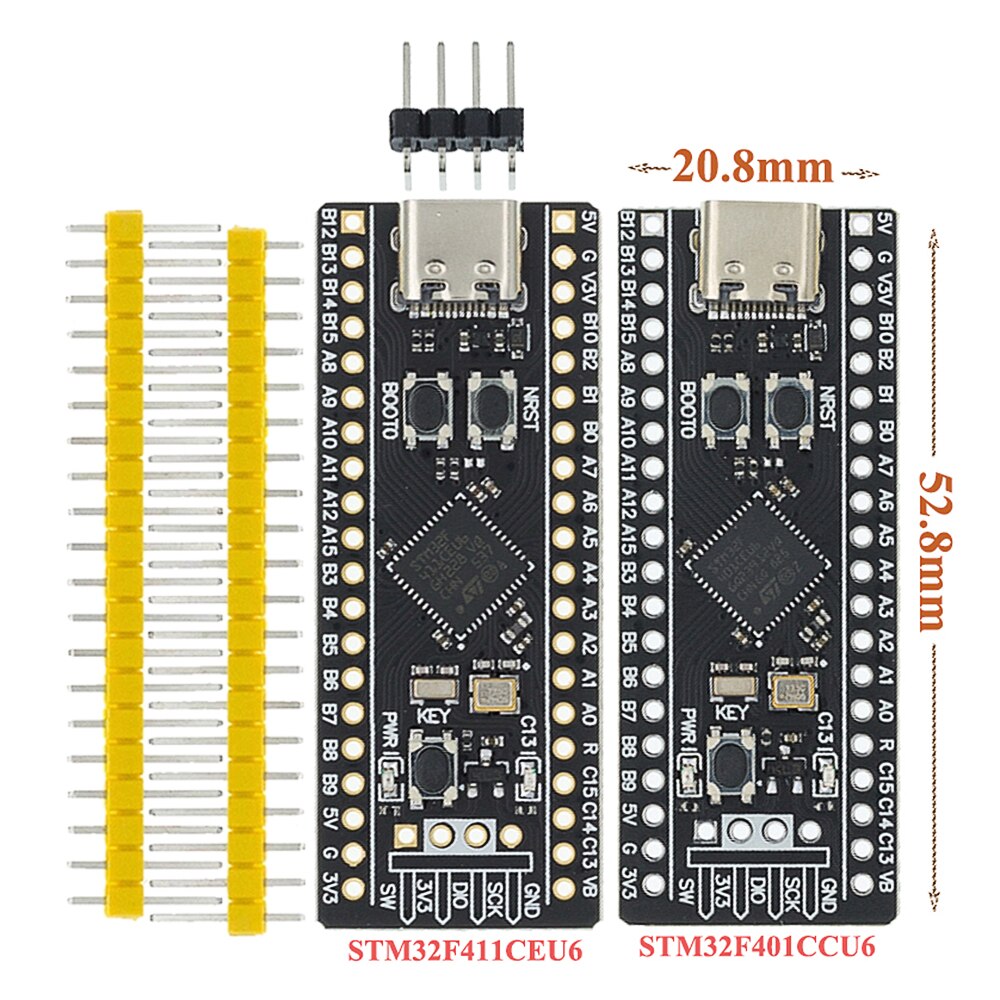 20.8mm
52.8mm
B12
B13
B14
B15
A8
A9
A10
A11
A12
A15
B3
B4
B5
B6
B7
B8
B9
5V
G
3V3
5V
G
V3V
B10
B2
B1
B0
A7
A6
A5
A4
A3
A2
A1
A0
R
C15
C14
C13
VB
BOOT0
NRST
STM32F
411CEU6
KEY
PWR
C13
SW
3V3
DIO
SCK
GND
STM32F411CEU6
B12
B13
B14
B15
A8
A9
A10
A11
A12
A15
B3
B4
B5
B6
B7
B8
B9
5V
G
3V3
5V
G
V3V
B10
B2
B1
B0
A7
A6
A5
A4
A3
A2
A1
A0
R
C15
C14
C13
VB
BOOT0
NRST
KEY
PWR
C13
SW
3V3
DIO
SCK
GND
STM32F401CCU6